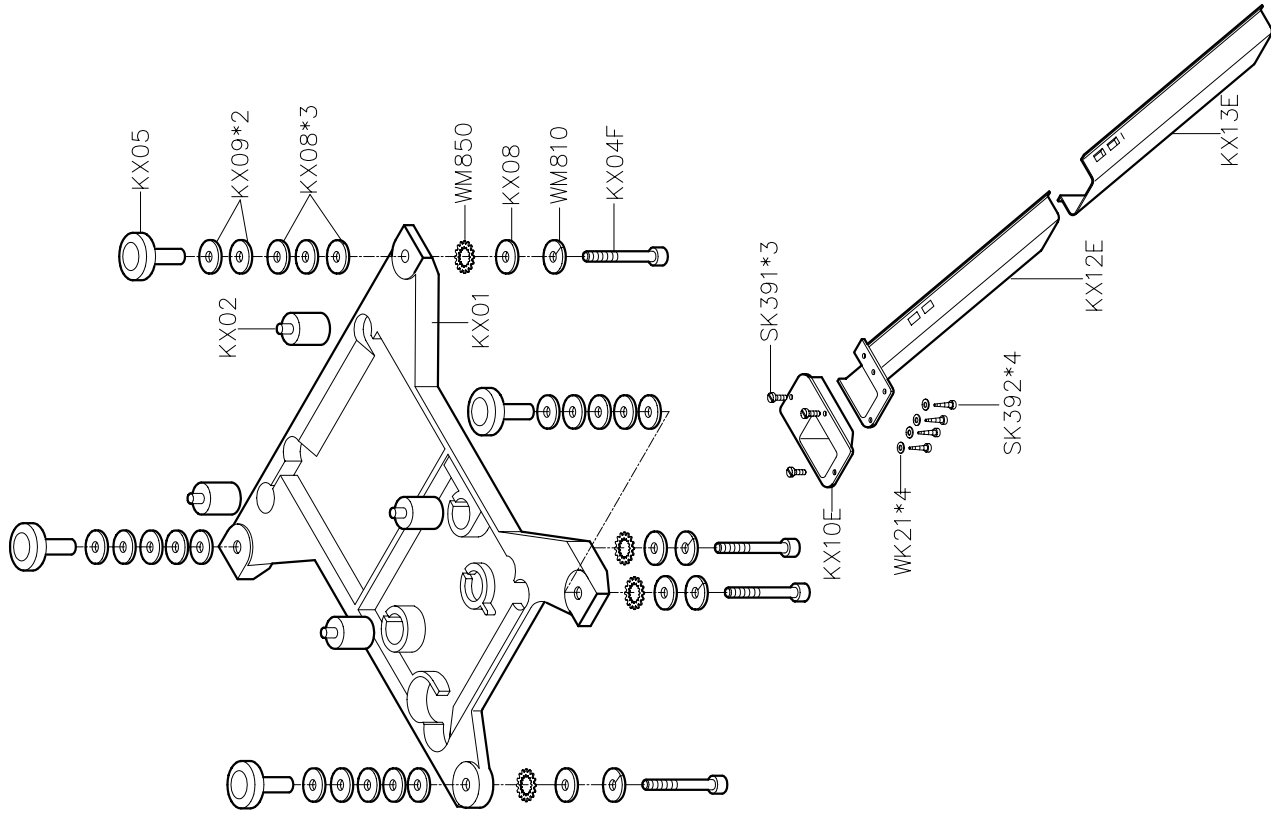 KX05
KX09*2
KX08*3
WM850
KX08
WM810
KX04F
KX02
KX01
SK391*3
KX13E
KX12E
SK392*4
WK21*4
KX10E